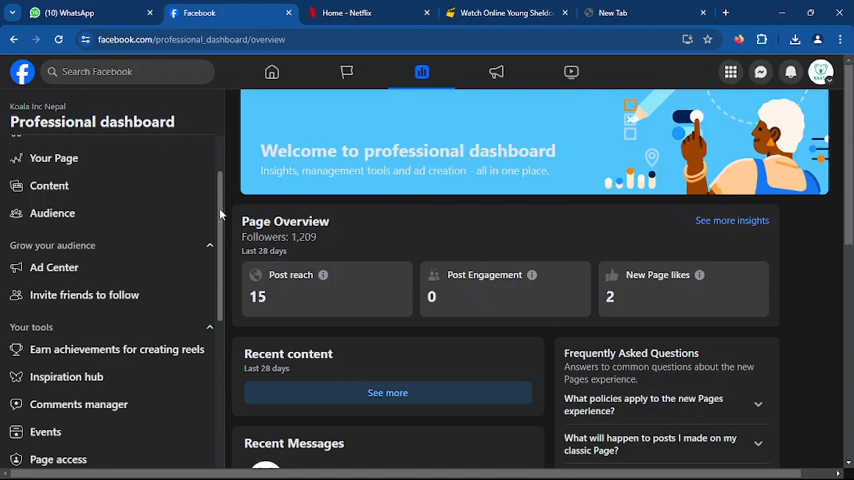 (10) WhatsApp
Facebook
Home - Netflix
Watch Online Young Sheldo
New Tab
facebook.com/professional_dashboard/overview
Search Facebook
Koala Inc Nepal
Professional dashboard
Your Page
Content
Audience
Grow your audience
Ad Center
Invite friends to follow
Your tools
Earn achievements for creating reels
Inspiration hub
Comments manager
Events
Page access
Welcome to professional dashboard
Insights, management tools and ad creation - all in one place.
Page Overview
See more insights
Followers: 1,209
Last 28 days
Post reach
15
Post Engagement
0
New Page likes
2
Recent content
Last 28 days
See more
Recent Messages
Frequently Asked Questions
Answers to common questions about the new
Pages experience.
What policies apply to the new Pages
experience?
What will happen to posts I made on my
classic Page?